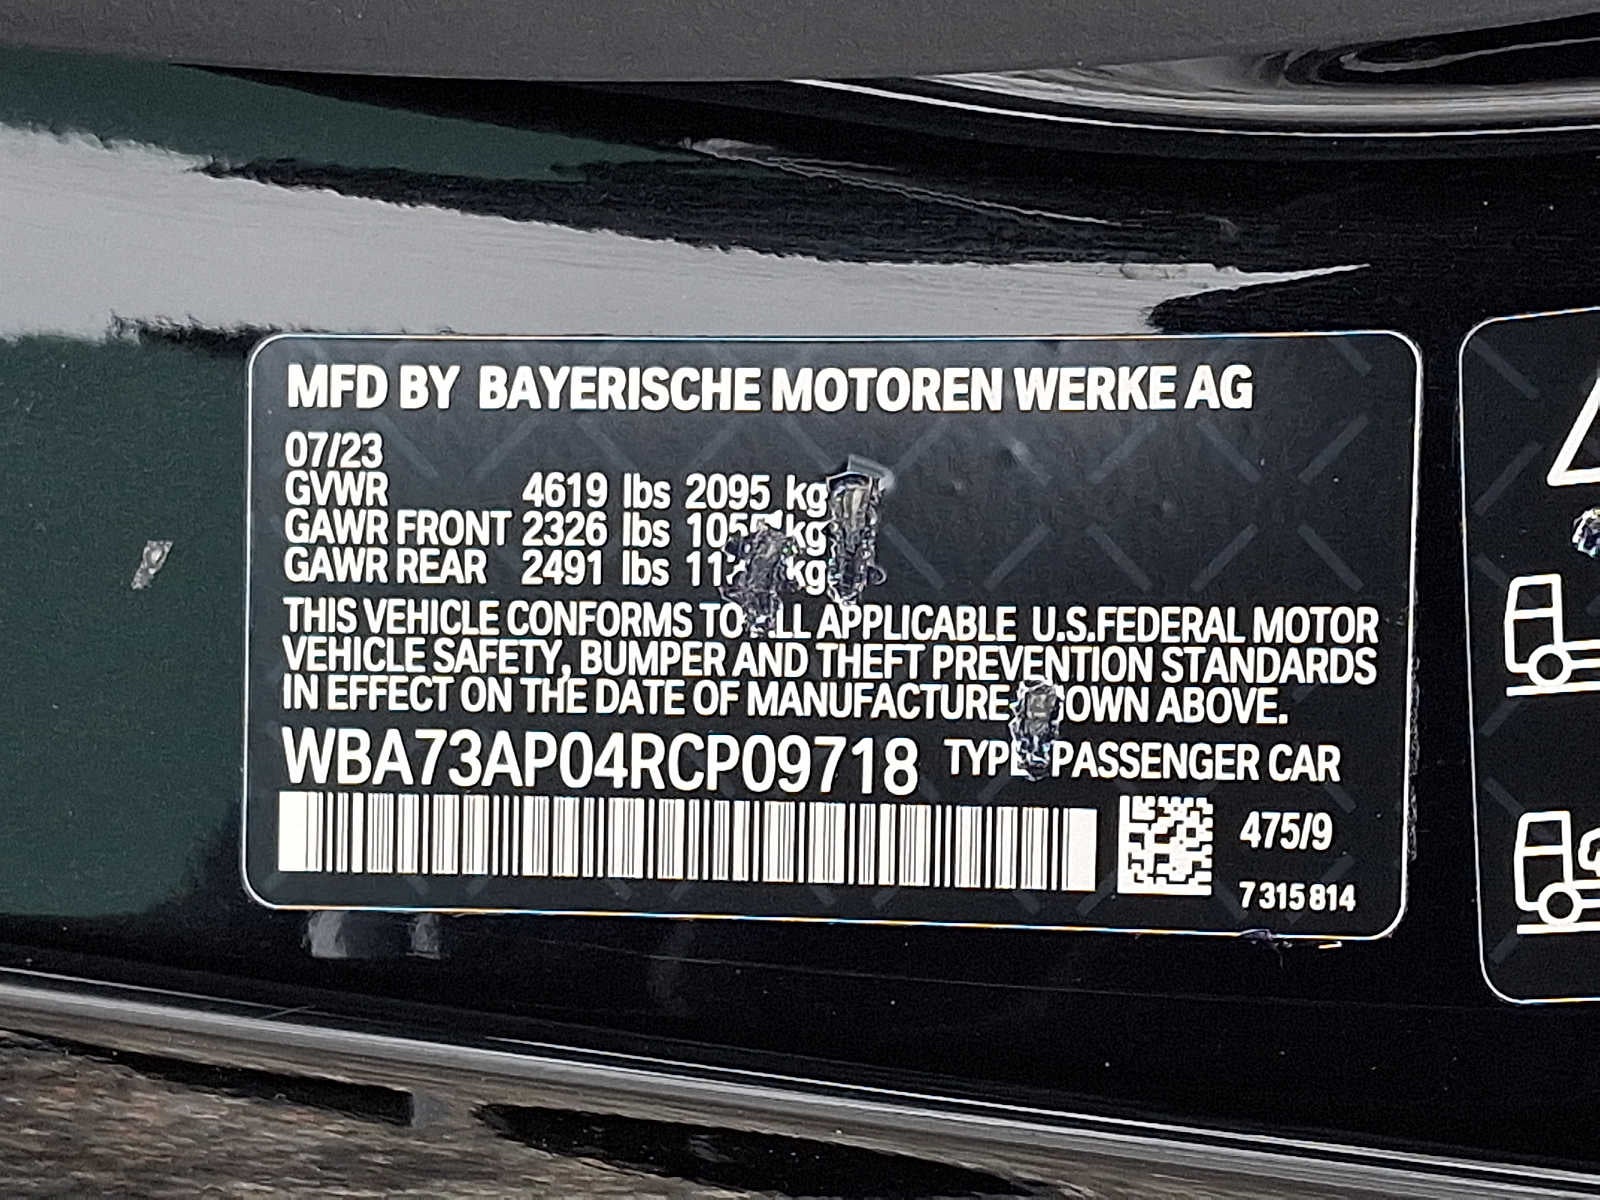 MFD BY BAYERISCHE MOTOREN WERKE AG
07/23
GVWR 4619 lbs 2095 kg
GAWR FRONT 2326 lbs kg
GAWR REAR 2491 lbs kg
THIS VEHICLE CONFORMS TO APPLICABLE U.S.FEDERAL MOTOR
VEHICLE SAFETY, BUMPER AND THEFT PREVENTION STANDARDS
IN EFFECT ON THE DATE OF MANUFACTURE ABOVE.
WBA73AP04RCP09718 TYPE PASSENGER CAR
475/9
7 315 814